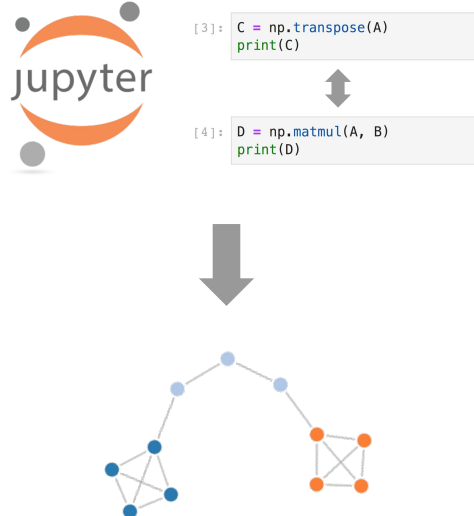 jupyter
[3]: C = np.transpose(A)
print(C)
[4]: D = np.matmul(A, B)
print(D)